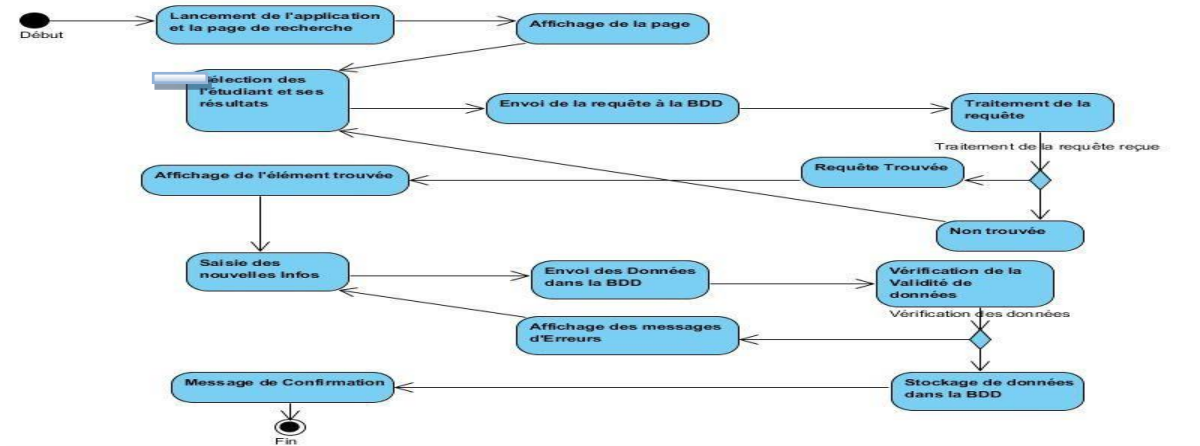 Lancement de l'application
et la page de recherche
Affichage de la page
Début
élection des
l'étudiant et ses
résultats
Envoi de la requête à la BDD
Traitement de la
requête
Traitement de la requête reçue
Requête Trouvée
Affichage de l'élément trouvée
Non trouvée
Saisie des
nouvelles Infos
Envoi des Données
dans la BDD
Vérification de la
Validité de
données
Vérification des données
Affichage des messages
d'Erreurs
Message de Confirmation
Stockage de données
dans la BDD
Fin